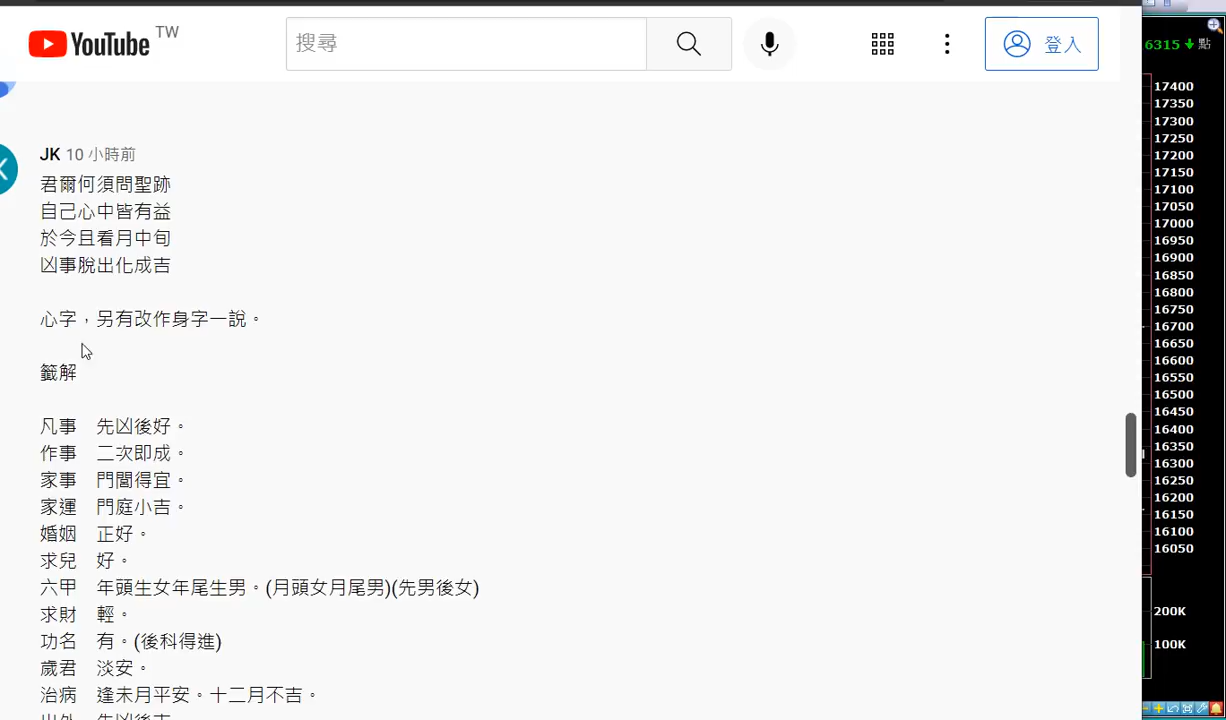 YouTube TW
搜尋
登入
6315 點
JK 10 小時前
君爾何須問聖跡
自己心中皆有益
於今且看月中旬
凶事脫出化成吉
心字，另有改作身字一說。
籤解
凡事 先凶後好。
作事 二次即成。
家事 門閭得宜。
家運 門庭小吉。
婚姻 正好。
求兒 好。
六甲 年頭生女年尾生男。(月頭女月尾男)(先男後女)
求財 輕。
功名 有。(後科得進)
歲君 淡安。
治病 逢未月平安。十二月不吉。
17400
17350
17300
17250
17200
17150
17100
17050
17000
16950
16900
16850
16800
16750
16700
16650
16600
16550
16500
16450
16400
16350
16300
16250
16200
16150
16100
16050
200K
100K